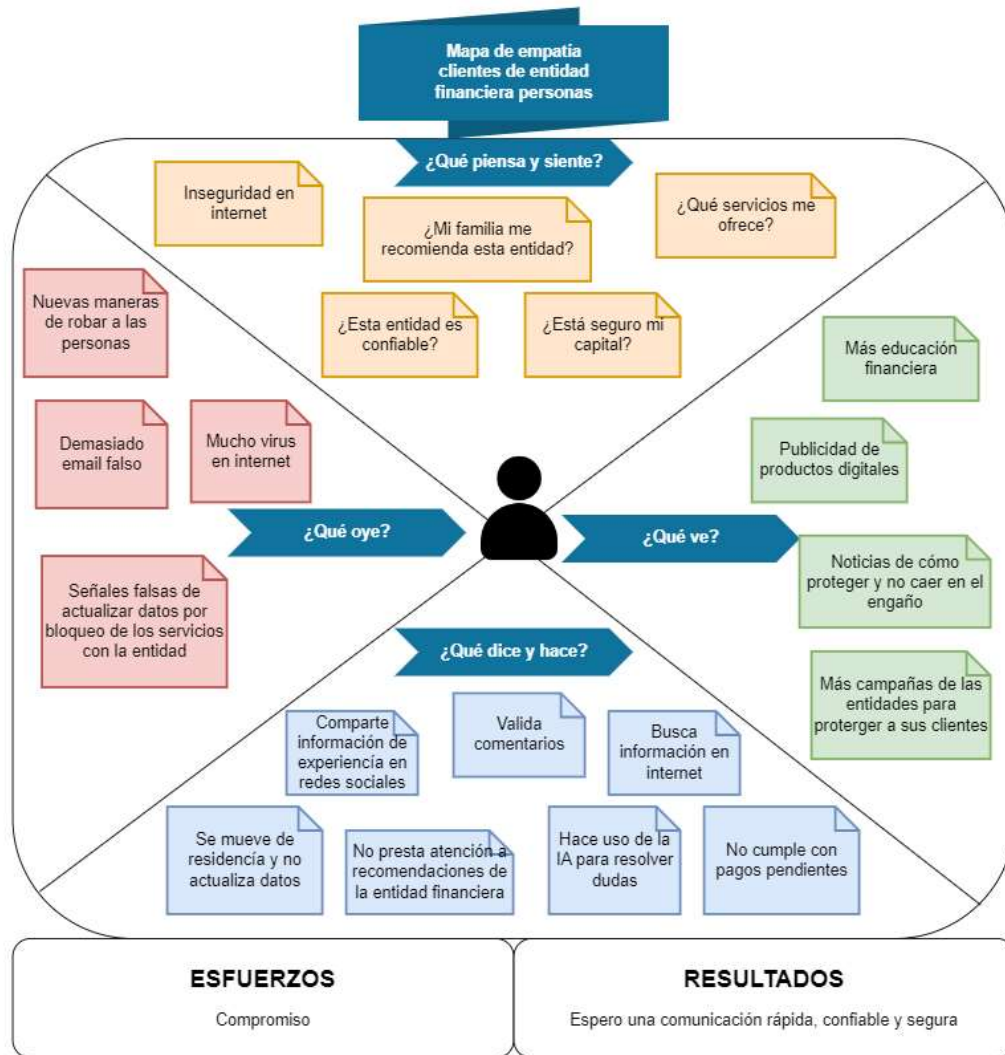 Mapa de empatía
clientes de entidad
financiera personas
¿Qué piensa y siente?
Inseguridad en
internet
¿Mi familia me
recomienda esta entidad?
¿Qué servicios me
ofrece?
¿Esta entidad es
confiable?
¿Está seguro mi
capital?
Nuevas maneras
de robar a las
personas
Demasiado
email falso
Mucho virus
en internet
¿Qué oye?
Señales falsas de
actualizar datos por
bloqueo de los servicios
con la entidad
Más educación
financiera
Publicidad de
productos digitales
¿Qué ve?
Noticias de cómo
proteger y no caer en el
engaño
Más campañas de las
entidades para
proterger a sus clientes
¿Qué dice y hace?
Comparte
información de
experiencía en
redes sociales
Valida
comentarios
Busca
información en
internet
Se mueve de
residencía y no
actualiza datos
No presta atención a
recomendaciones de
la entidad financiera
Hace uso de la
IA para resolver
dudas
No cumple con
pagos pendientes
ESFUERZOS
Compromiso
RESULTADOS
Espero una comunicación rápida, confiable y segura